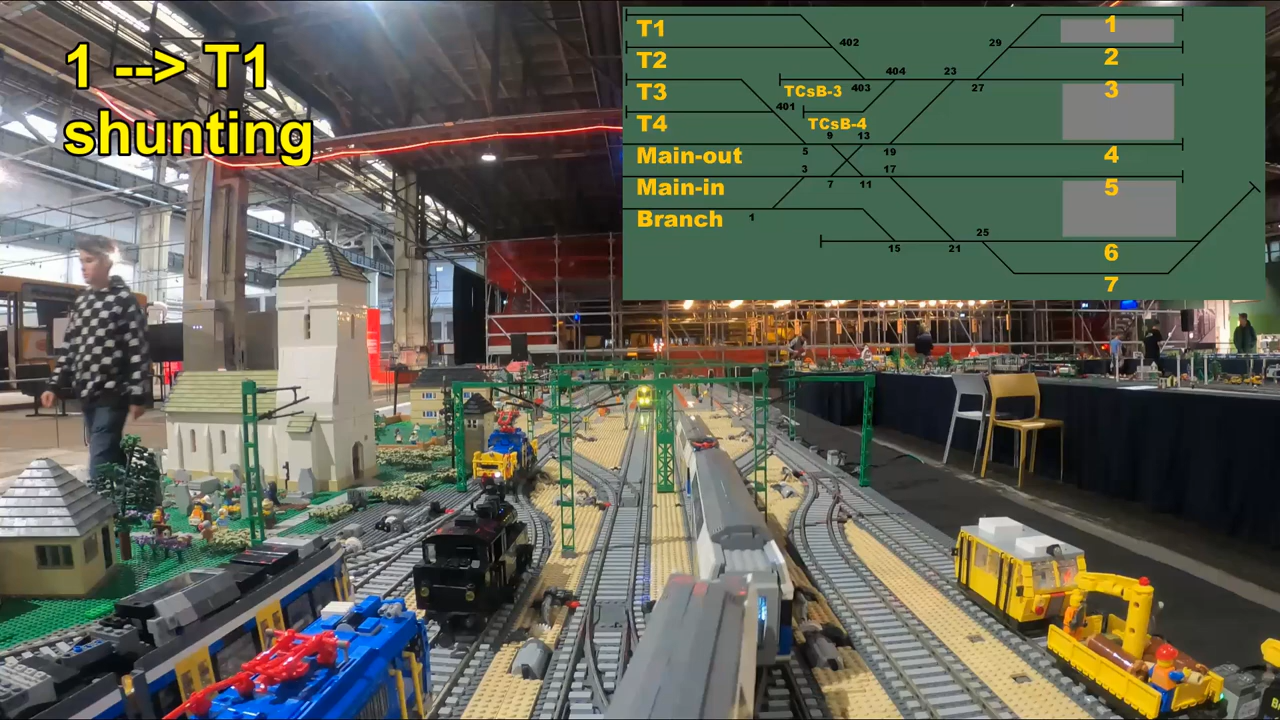 1 --> T1
shunting
T1
T2
T3
T4
Main-out
Main-in
Branch
TCsB-3
TCsB-4
402
403
404
401
23
29
27
9
13
5
19
3
17
7
11
1
15
21
25
1
2
3
4
5
6
7